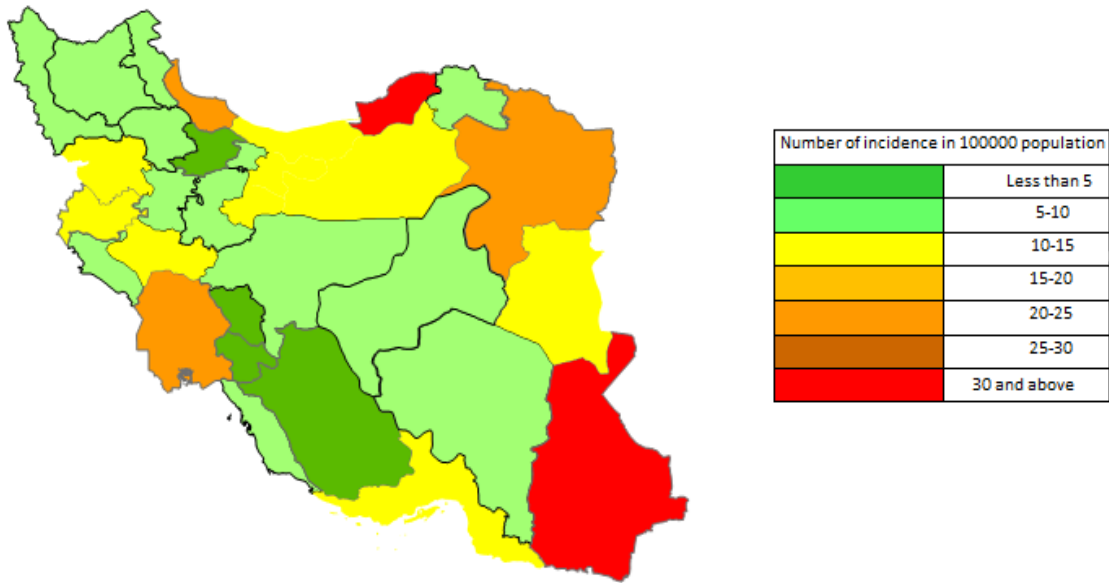 Number of incidence in 100000 population
Less than 5
5-10
10-15
15-20
20-25
25-30
30 and above